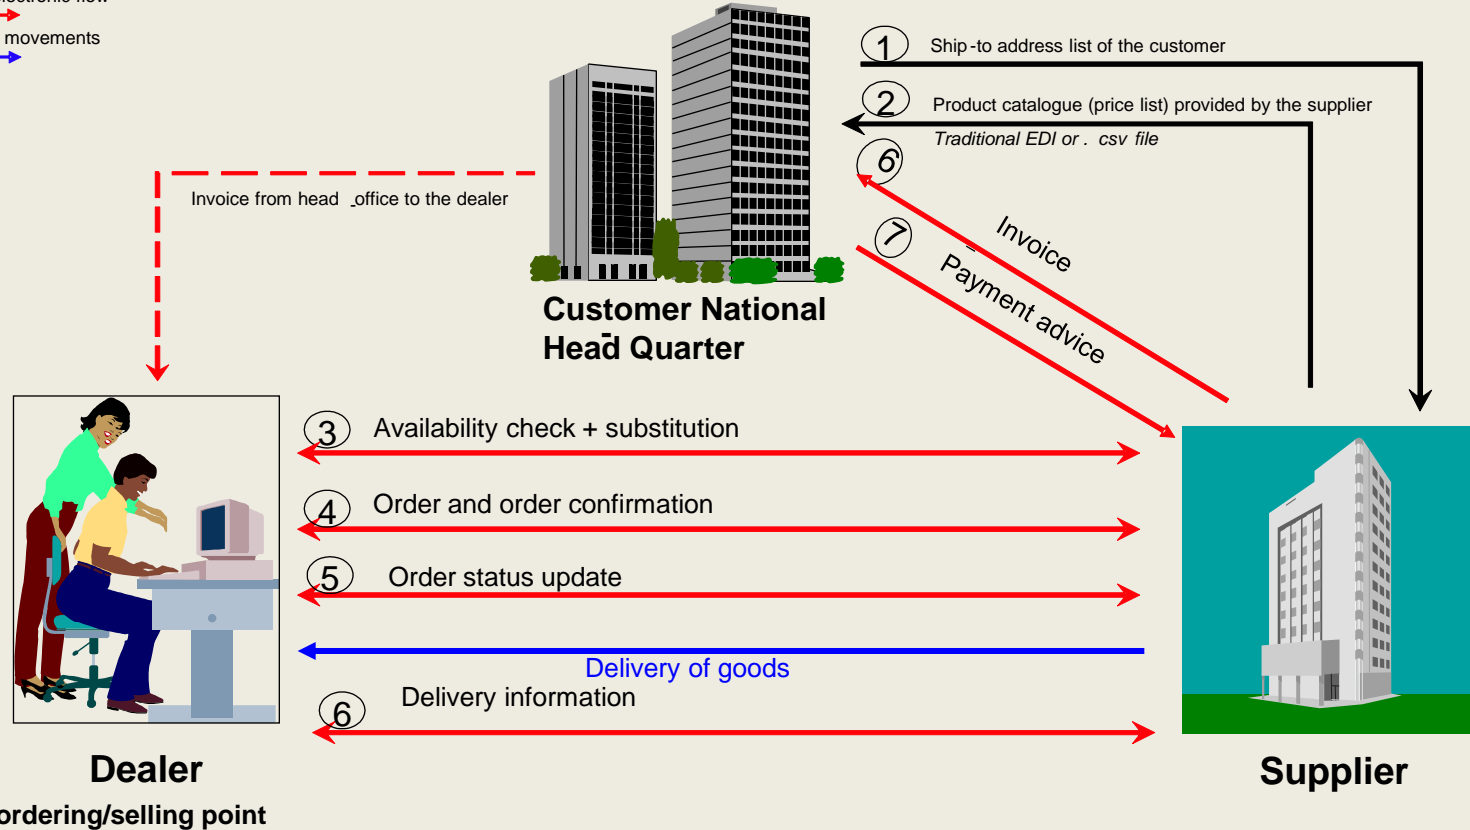 movements
1 Ship-to address list of the customer
2 Product catalogue (price list) provided by the supplier
Traditional EDI or . csv file
6
Invoice
7
Payment advice
Invoice from head -office to the dealer
Customer National
Head Quarter
3 Availability check + substitution
4 Order and order confirmation
5 Order status update
Delivery of goods
6 Delivery information
Dealer
ordering/selling point
Supplier